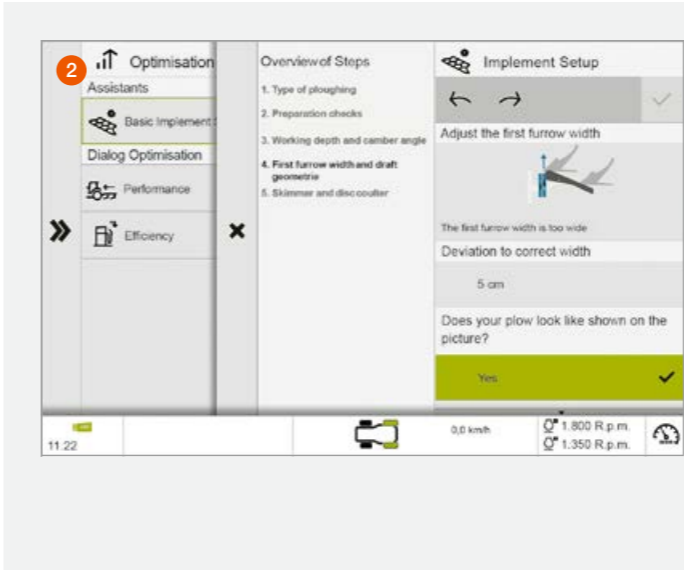 2
Optimisation
Assistants
Basic Implement
Dialog Optimisation
Performance
Efficiency
Overview of Steps
1. Type of ploughing
2. Preparation checks
3. Working depth and camber angle
4. First furrow width and draft
geometrie
5. Skimmer and disc coulter
Implement Setup
Adjust the first furrow width
The first furrow width is too wide
Deviation to correct width
5 cm
Does your plow look like shown on the
picture?
Yes
11:22
0,0 km/h
1.800 R.p.m.
1.350 R.p.m.